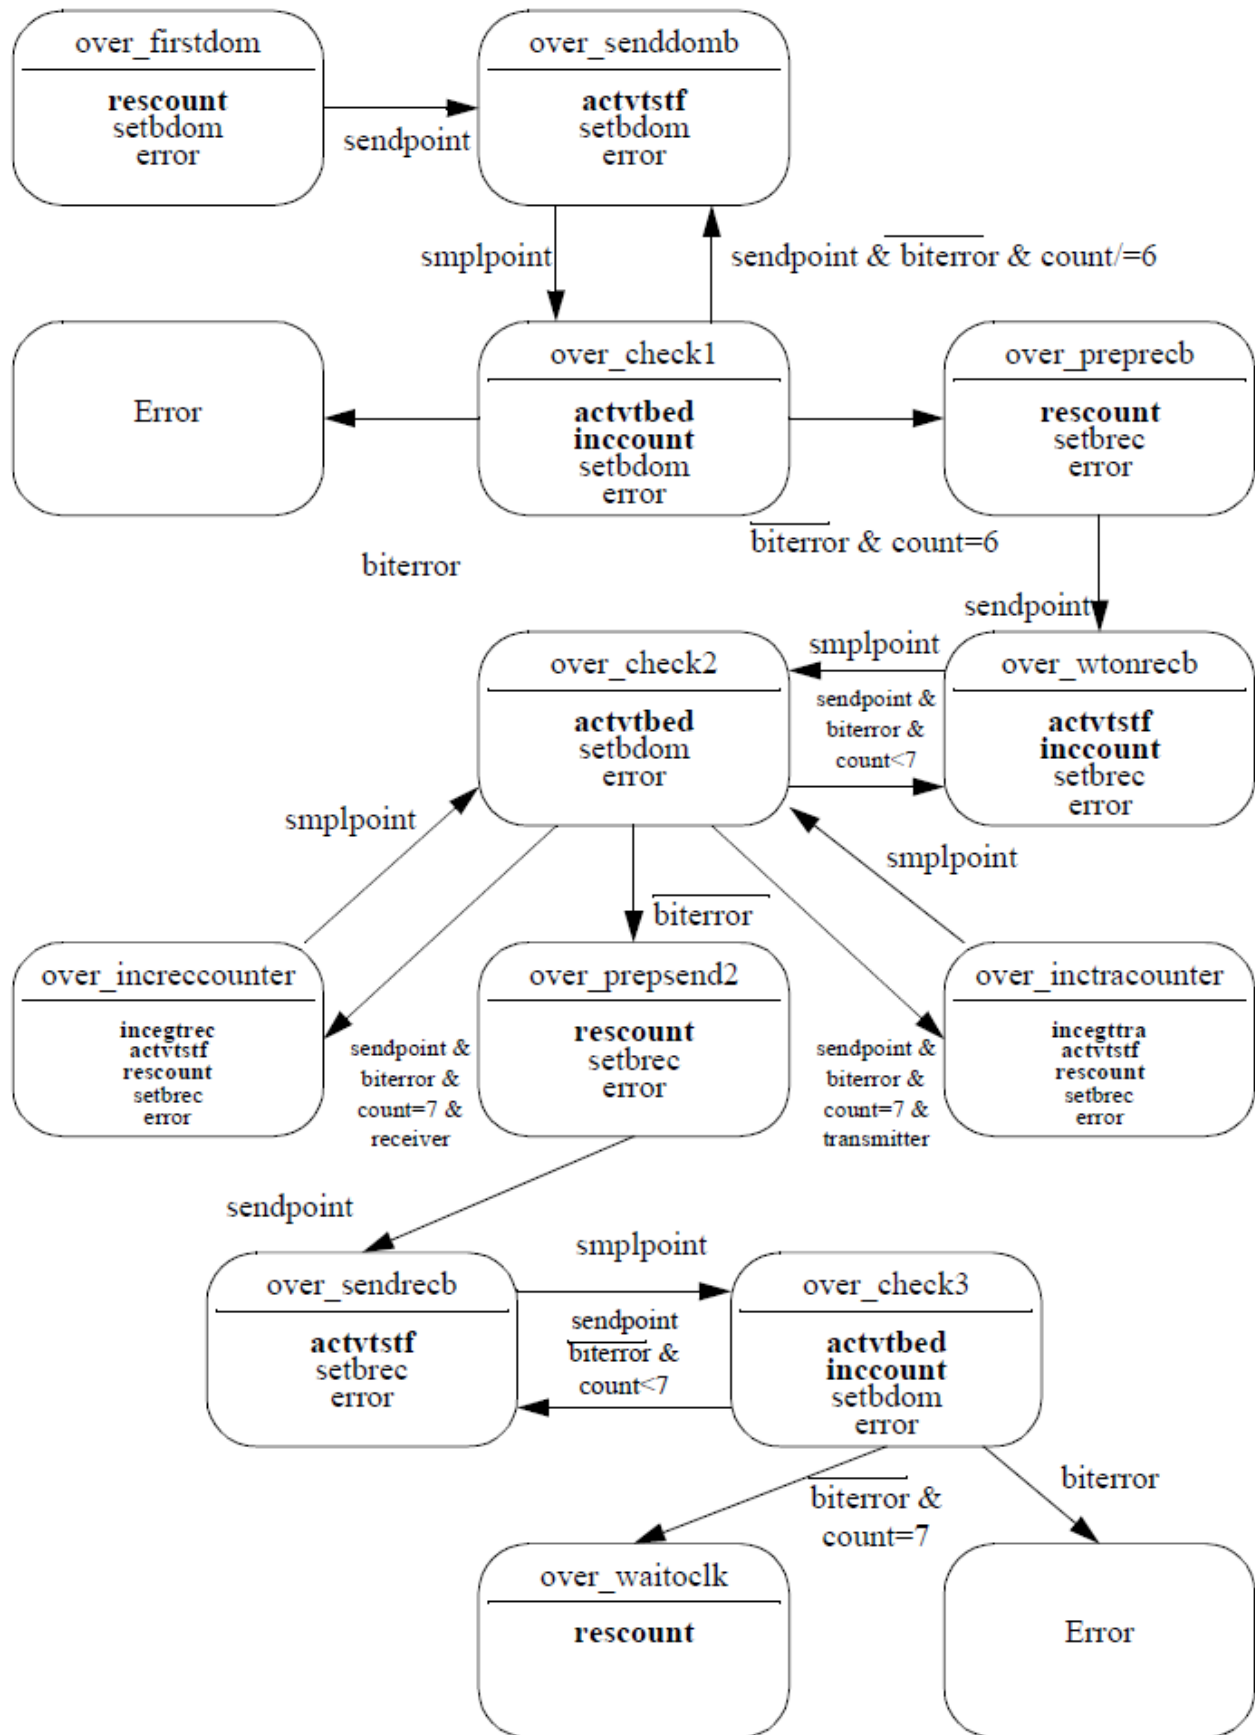 over_firstdom
rescount
setbdom
error
sendpoint
over_senddomb
actvtstf
setbdom
error
smplpoint
sendpoint & biterror & count/=6
Error
over_check1
actvtbed
inccount
setbdom
error
over_preprecb
rescount
setbrec
error
biterror
biterror & count=6
sendpoint
over_check2
actvtbed
setbdom
error
smplpoint
sendpoint &
biterror &
count<7
over_wtonrecb
actvtstf
inccount
setbrec
error
smplpoint
smplpoint
biterror
over_increccounter
incegtrec
actvtstf
rescount
setbrec
error
sendpoint &
biterror &
count=7 &
receiver
over_prepsend2
rescount
setbrec
error
sendpoint &
biterror &
count=7 &
transmitter
over_inctracounter
incegttra
actvtstf
rescount
setbrec
error
sendpoint
over_sendrecb
actvtstf
setbrec
error
smplpoint
sendpoint
biterror &
count<7
over_check3
actvtbed
inccount
setbdom
error
biterror &
count=7
biterror
over_waitoclk
rescount
Error